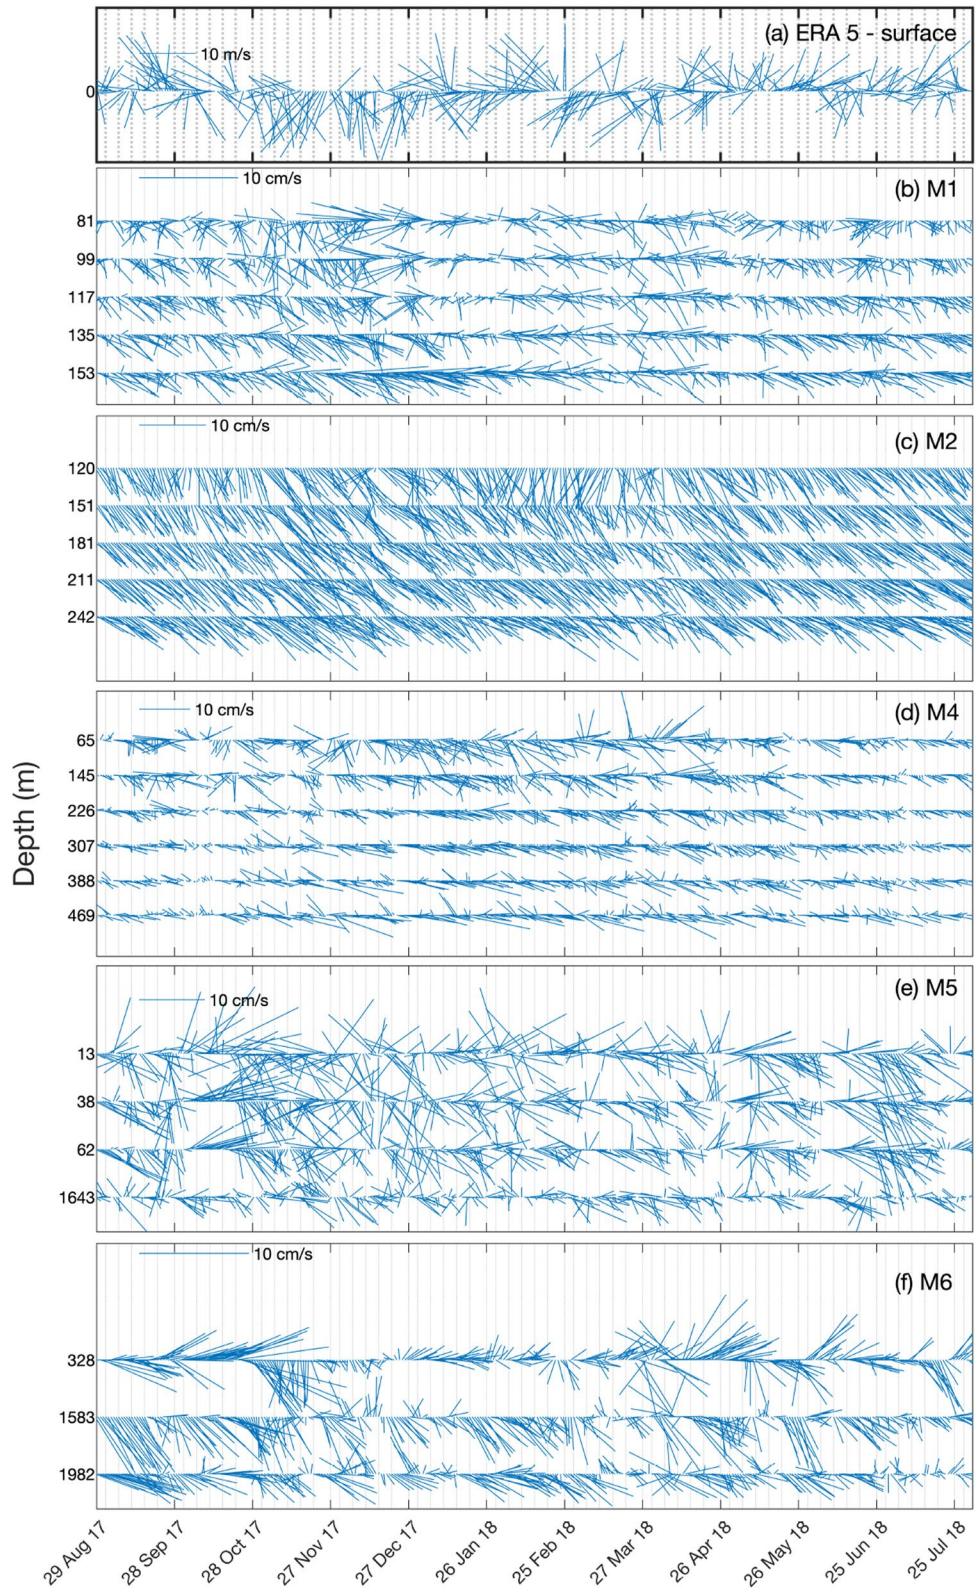 (a) ERA 5 - surface
10 m/s
0
10 cm/s
(b) M1
81
99
117
135
153
10 cm/s
(c) M2
120
151
181
211
242
10 cm/s
(d) M4
65
145
226
307
388
469
Depth (m)
10 cm/s
(e) M5
13
38
62
1643
10 cm/s
(f) M6
328
1583
1982
29 Aug 17
28 Sep 17
28 Oct 17
27 Nov 17
27 Dec 17
26 Jan 18
25 Feb 18
27 Mar 18
26 Apr 18
26 May 18
25 Jun 18
25 Jul 18